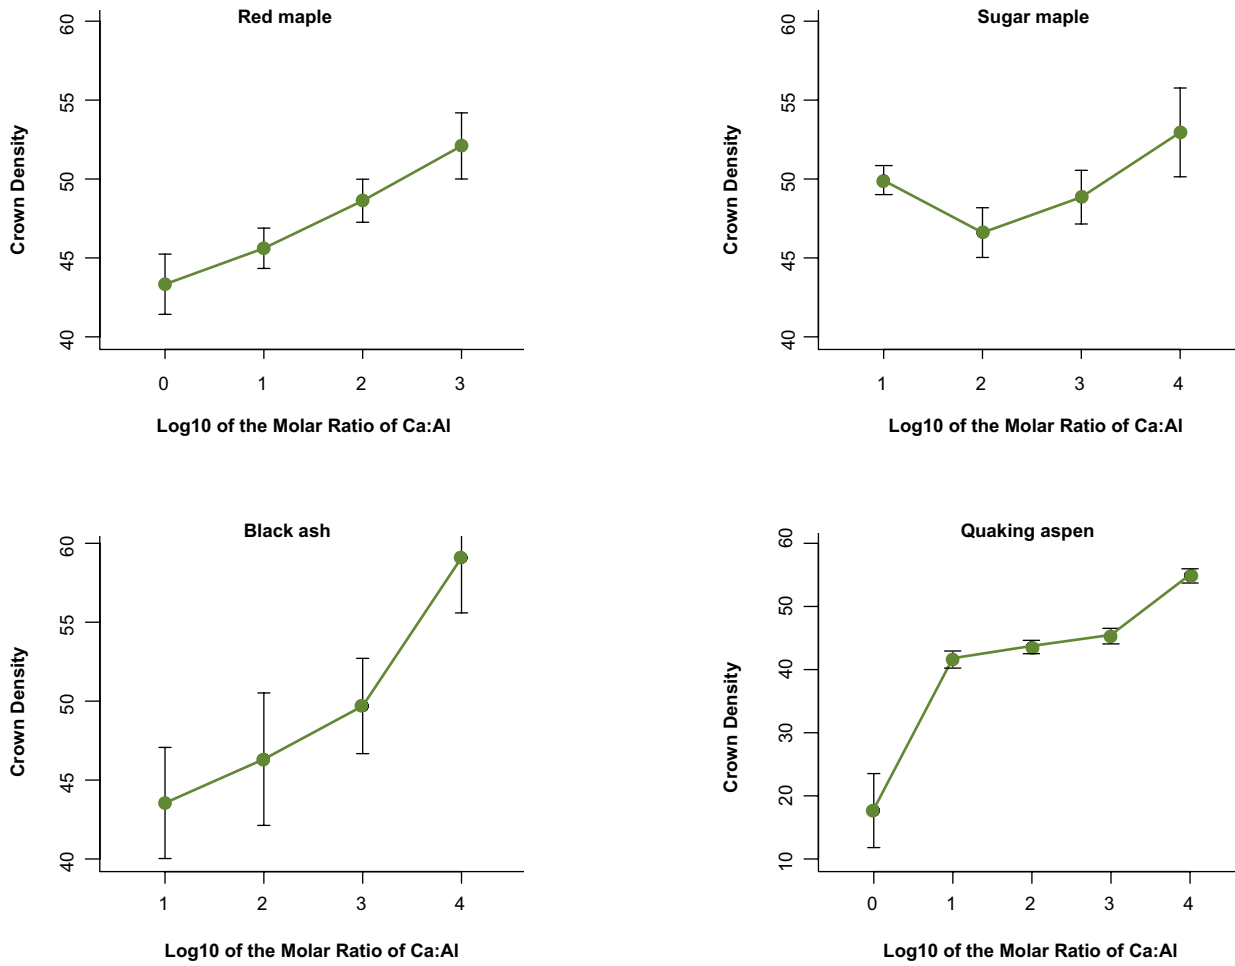 Red maple
Crown Density
60
55
50
45
40
0 1 2 3
Log10 of the Molar Ratio of Ca:Al
Sugar maple
Crown Density
60
55
50
45
40
1 2 3 4
Log10 of the Molar Ratio of Ca:Al
Black ash
Crown Density
60
55
50
45
40
1 2 3 4
Log10 of the Molar Ratio of Ca:Al
Quaking aspen
Crown Density
60
50
40
30
20
10
0 1 2 3 4
Log10 of the Molar Ratio of Ca:Al